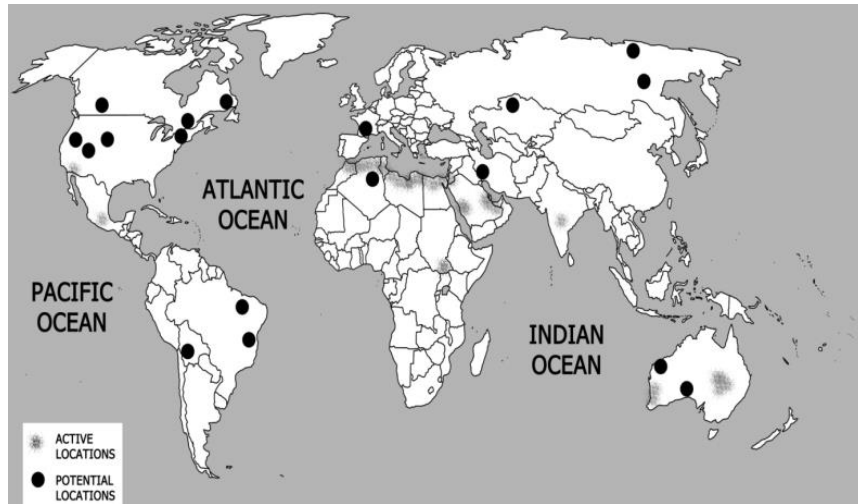 ATLANTIC
OCEAN
PACIFIC
OCEAN
INDIAN
OCEAN
ACTIVE
LOCATIONS
POTENTIAL
LOCATIONS